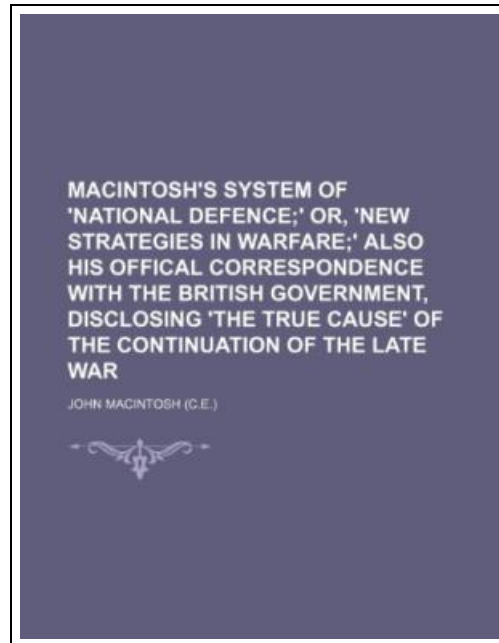 MACINTOSH'S SYSTEM OF
'NATIONAL DEFENCE;' OR, 'NEW
STRATEGIES IN WARFARE;' ALSO
HIS OFFICAL CORRESPONDENCE
WITH THE BRITISH GOVERNMENT,
DISCLOSING 'THE TRUE CAUSE' OF
THE CONTINUATION OF THE LATE
WAR
JOHN MACINTOSH (C.E.)